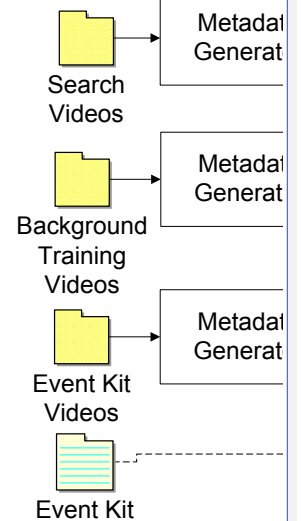 Metadat
Generat
Search
Videos
Metadat
Generat
Background
Training
Videos
Metadat
Generat
Event Kit
Videos
Event Kit